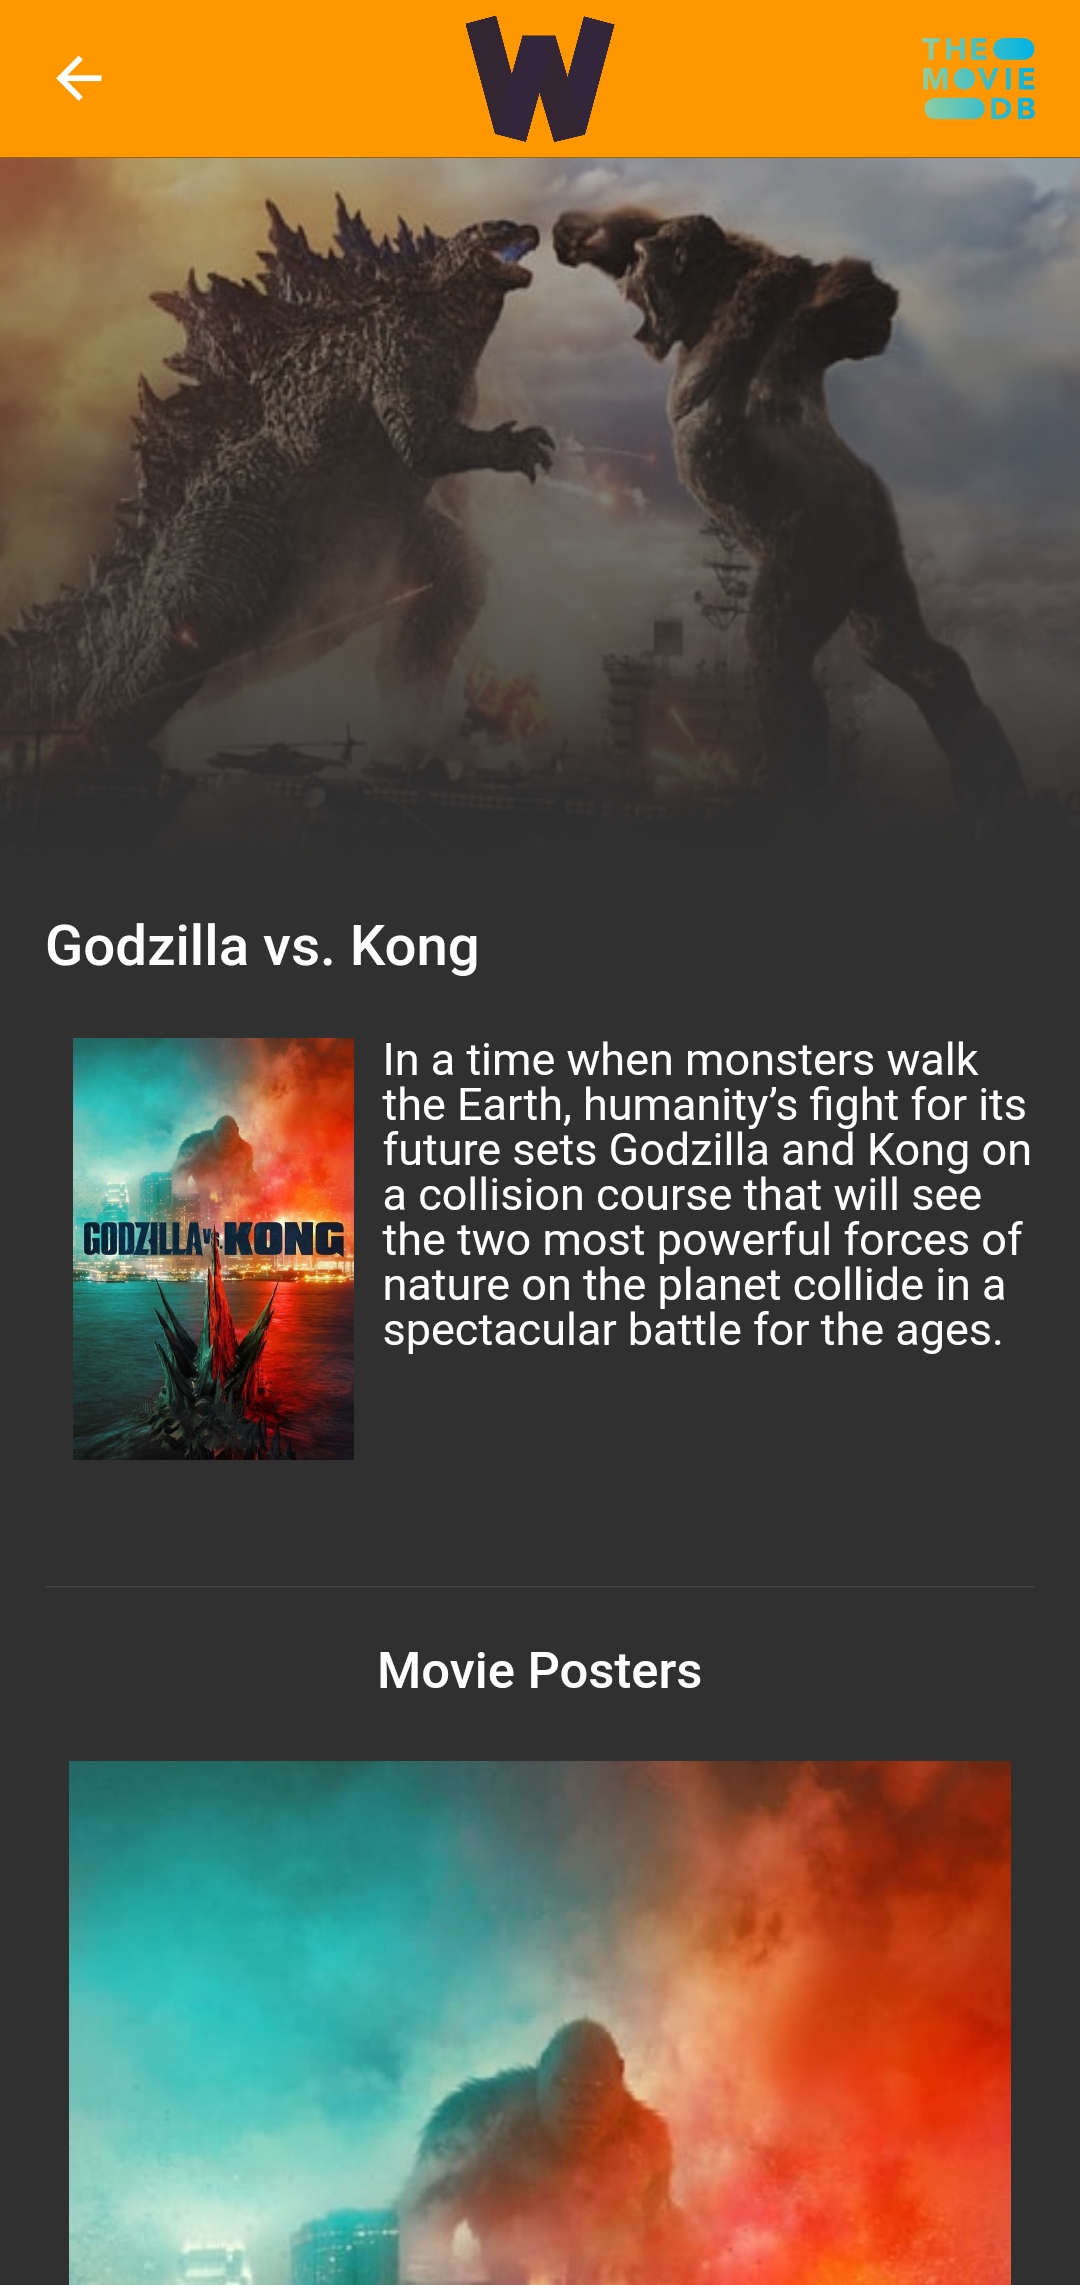 W
THE
MOVIE
DB
Godzilla vs. Kong
In a time when monsters walk
the Earth, humanity’s fight for its
future sets Godzilla and Kong on
a collision course that will see
the two most powerful forces of
nature on the planet collide in a
spectacular battle for the ages.
GODZILLA VS. KONG
Movie Posters